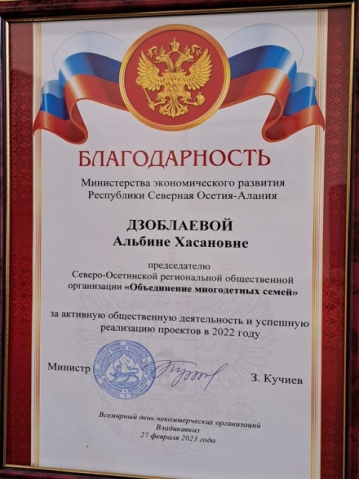 БЛАГОДАРНОСТЬ
Министерства экономического развития
Республики Северная Осетия-Алания
ДЗОБЛАЕВОЙ
Альбине Хасановне
председателю
Северо-Осетинской региональной общественной
организации «Объединение многодетных семей»
за активную общественную деятельность и успешную
реализацию проектов в 2022 году
Министр З. Кучиев
Всемирный день некоммерческих организаций
Владикавказ
27 февраля 2023 года